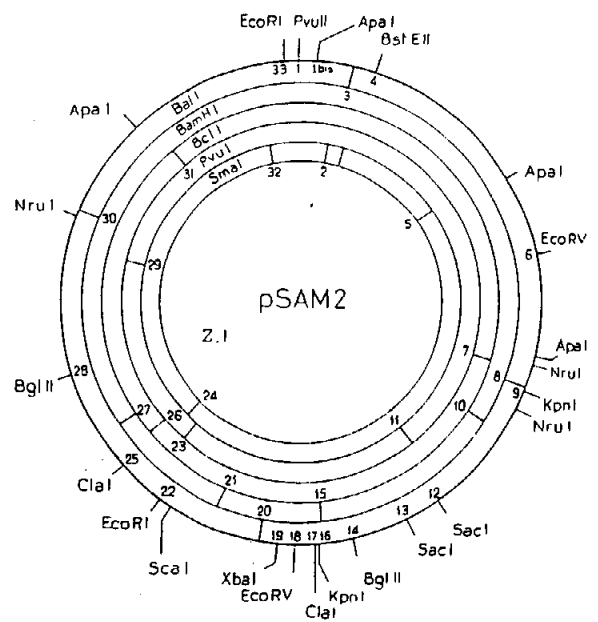 EcoRI PvuII ApaI
BstEII
33 1 1bis
4
3
ApaI
BalI
BamHI
BclI
PvuI
SmaI
31
32
2
ApaI
NruI
30
5
EcoRV
6
29
pSAM2
Z.I
ApaI
NruI
7
8
9
KpnI
NruI
BglII
28
24
10
27
26
11
23
25
ClaI
21
22
15
12
20
13
SacI
EcoRI
SacI
ScaI
19 18 17 16
14
XbaI
BglII
EcoRV
KpnI
ClaI